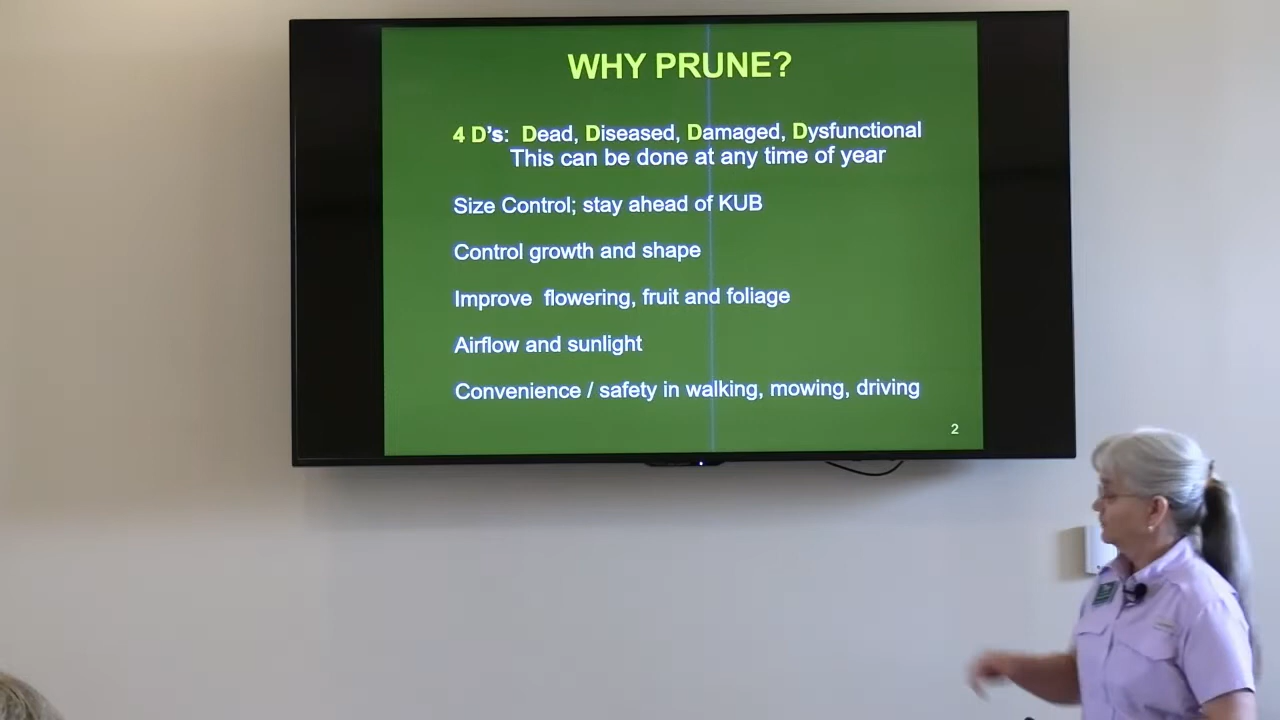 WHY PRUNE?
4 D's: Dead, Diseased, Damaged, Dysfunctional
This can be done at any time of year
Size Control; stay ahead of KUB
Control growth and shape
Improve flowering, fruit and foliage
Airflow and sunlight
Convenience / safety in walking, mowing, driving
2